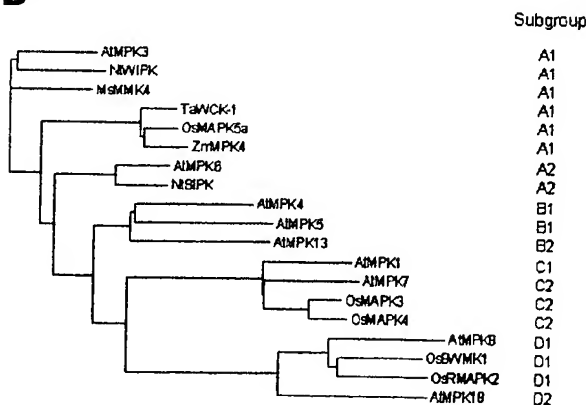 Subgroup
AtMPK3 A1
NtWIPK A1
MsMMK4 A1
TaWCK-1 A1
OsMAPK5a A1
ZmMPK4 A1
AtMPK6 A2
NtSIPK A2
AtMPK4 B1
AtMPK5 B1
AtMPK13 B2
AtMPK1 C1
AtMPK7 C2
OsMAPK3 C2
OsMAPK4 C2
AtMPK8 D1
OsBWMK1 D1
OsRMAPK2 D1
AtMPK18 D2